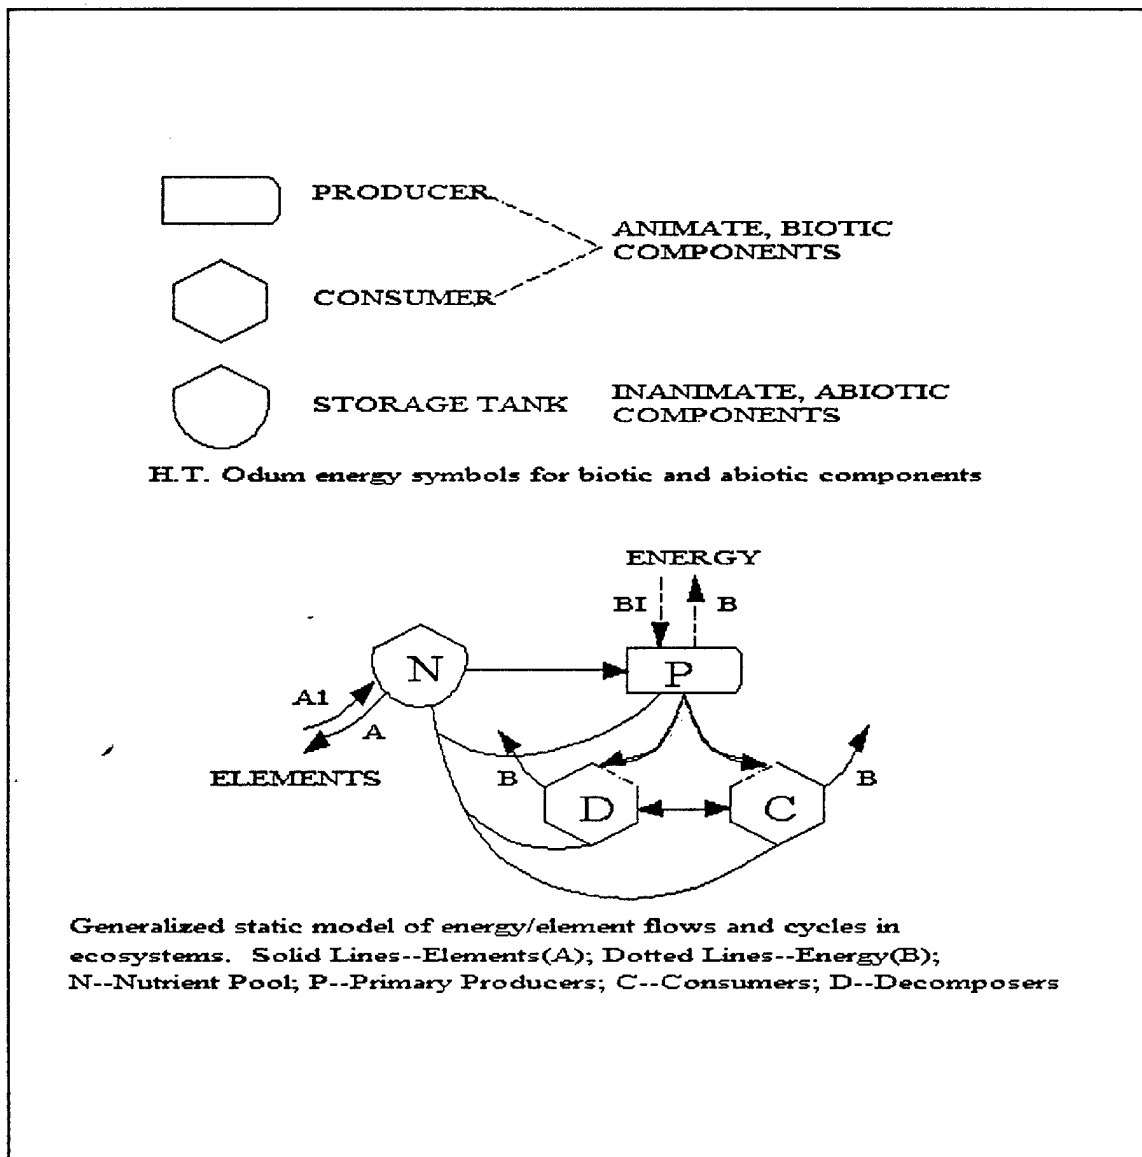 PRODUCER
ANIMATE, BIOTIC
COMPONENTS
CONSUMER
STORAGE TANK
INANIMATE, ABIOTIC
COMPONENTS
H.T. Odum energy symbols for biotic and abiotic components
ENERGY
BI
B
N
P
A1
A
ELEMENTS
B
D
C
B
Generalized static model of energy/element flows and cycles in
ecosystems. Solid Lines--Elements(A); Dotted Lines--Energy(B);
N--Nutrient Pool; P--Primary Producers; C--Consumers; D--Decomposers